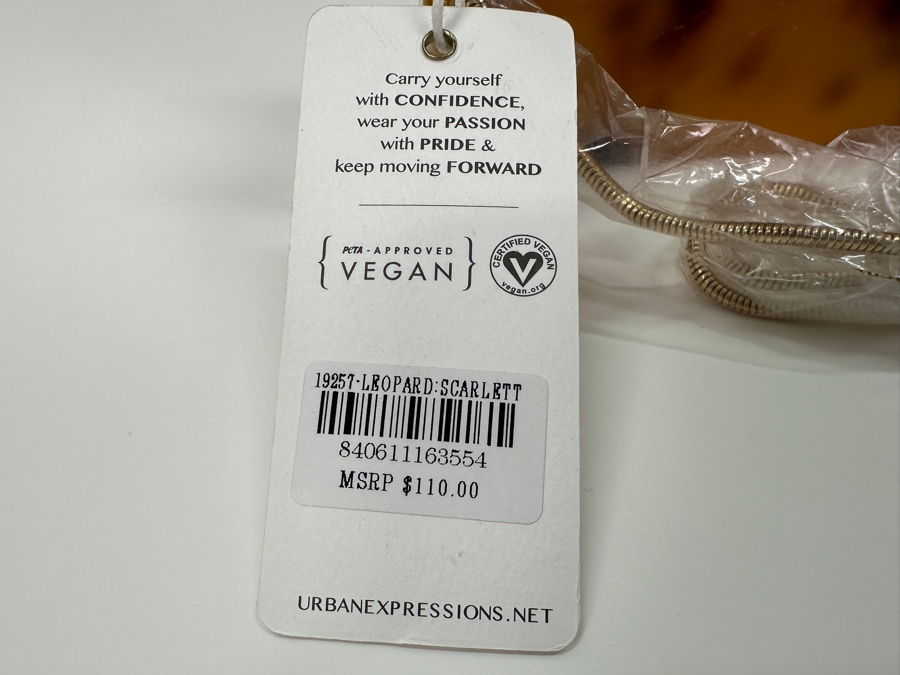 Carry yourself
with CONFIDENCE,
wear your PASSION
with PRIDE &
keep moving FORWARD
PETA - APPROVED
{ VEGAN }
CERTIFIED VEGAN
V
vegan.org
19257-LEOPARD:SCARLETT
840611163554
MSRP $110.00
URBANEXPRESSIONS.NET